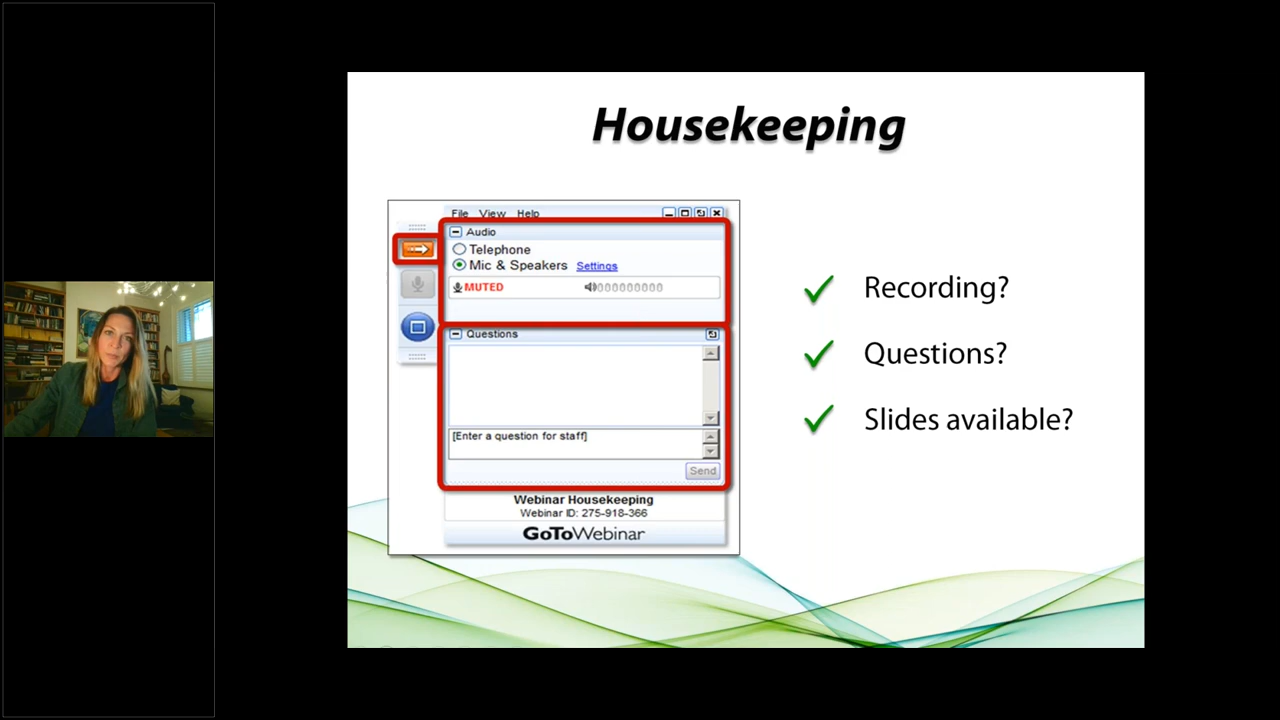 Housekeeping
File View Help
Audio
Telephone
Mic & Speakers Settings
MUTED 000000000
Questions
[Enter a question for staff]
Send
Webinar Housekeeping
Webinar ID: 275-918-366
GoToWebinar
Recording?
Questions?
Slides available?